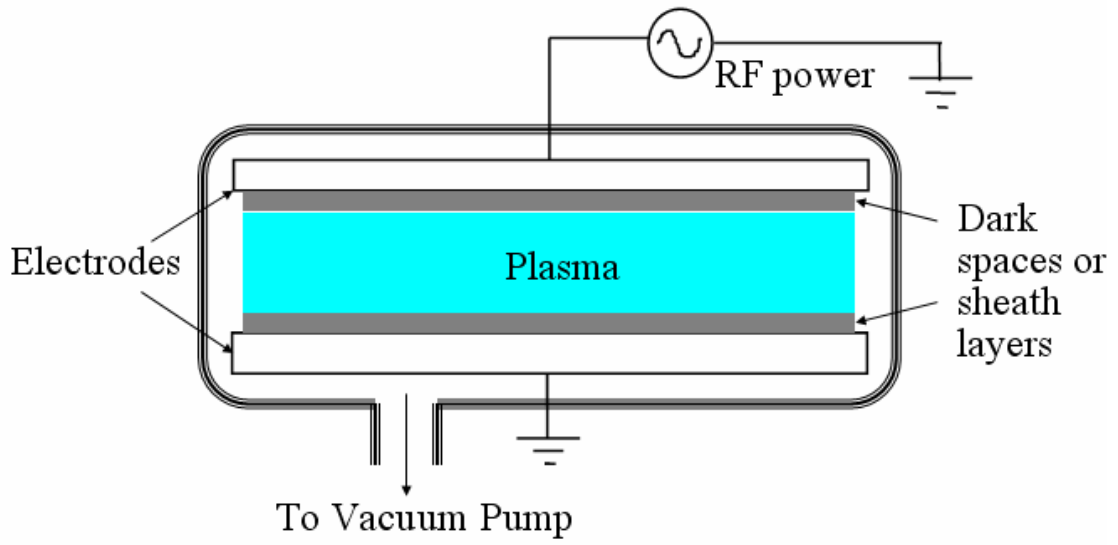 RF power
Electrodes
Plasma
Dark
spaces or
sheath
layers
To Vacuum Pump